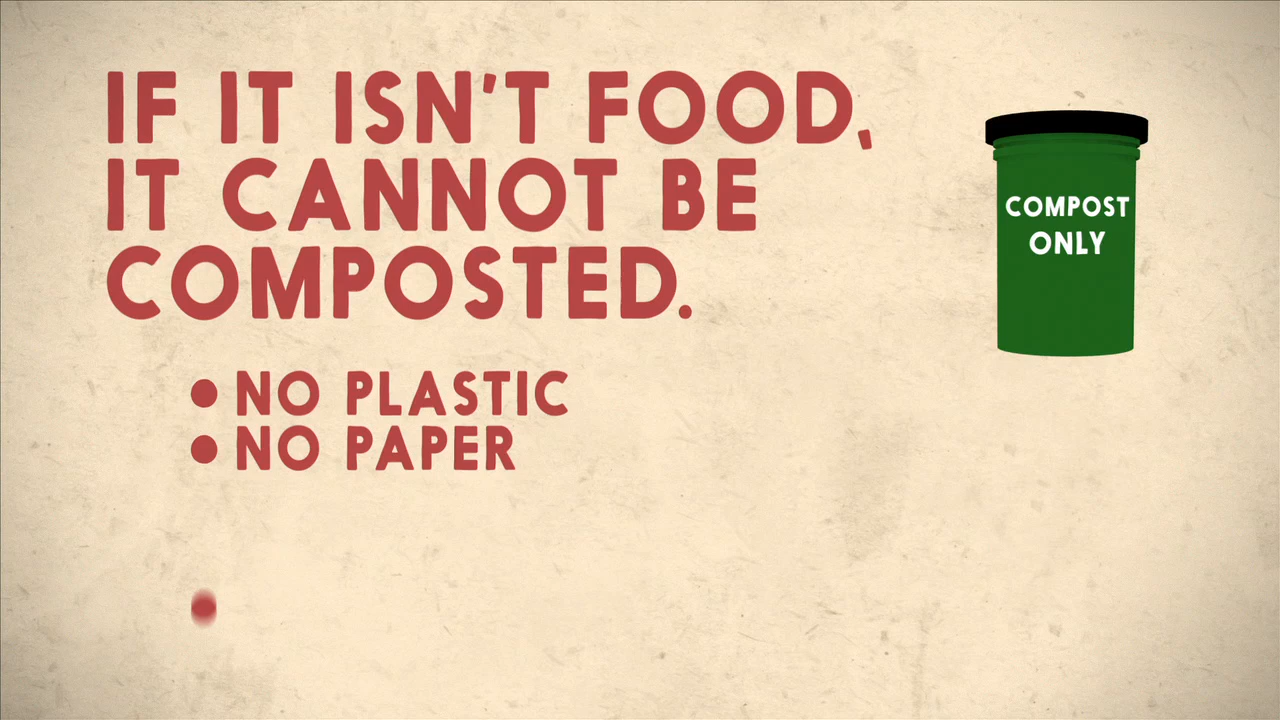 IF IT ISN'T FOOD,
IT CANNOT BE
COMPOSTED.
• NO PLASTIC
• NO PAPER
COMPOST
ONLY